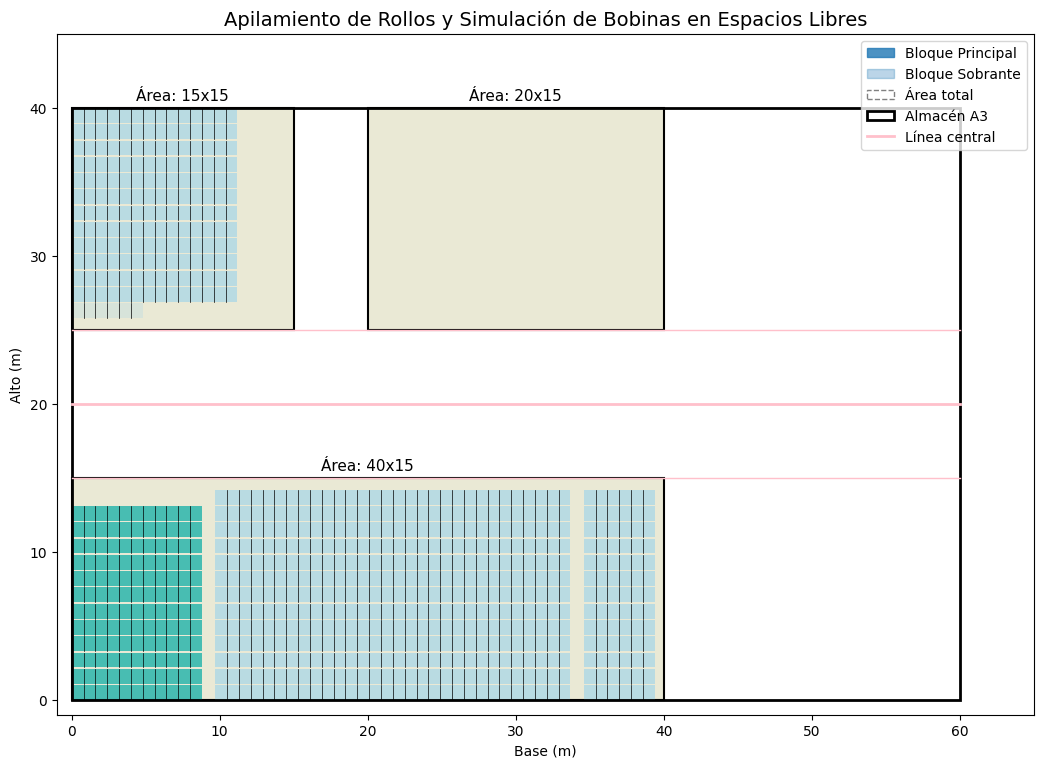 Apilamiento de Rollos y Simulación de Bobinas en Espacios Libres
Bloque Principal
Bloque Sobrante
Área total
Almacén A3
Línea central
Área: 15x15
Área: 20x15
Área: 40x15
Alto (m)
40
30
20
10
0
0
10
20
30
40
50
60
Base (m)